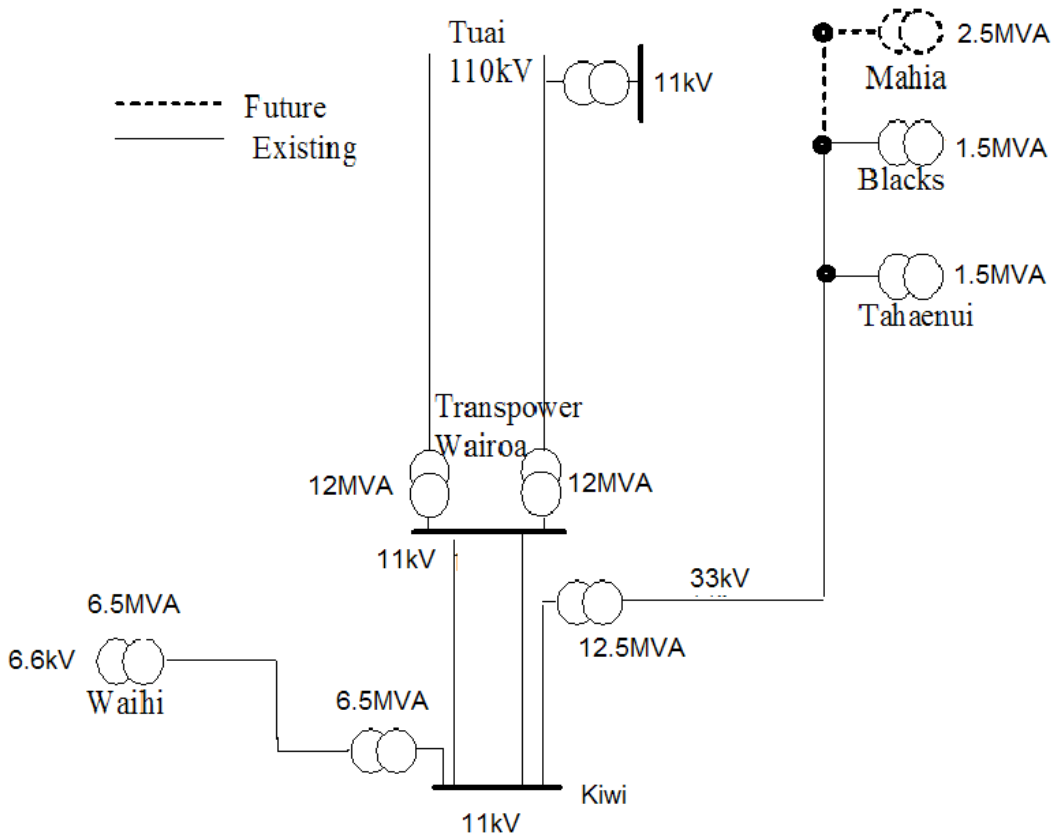 Tuai
110kV
11kV
2.5MVA
Mahia
Future
Existing
1.5MVA
Blacks
1.5MVA
Tahaenui
Transpower
Wairoa
12MVA
12MVA
11kV
33kV
6.5MVA
12.5MVA
6.6kV
Waihi
6.5MVA
Kiwi
11kV